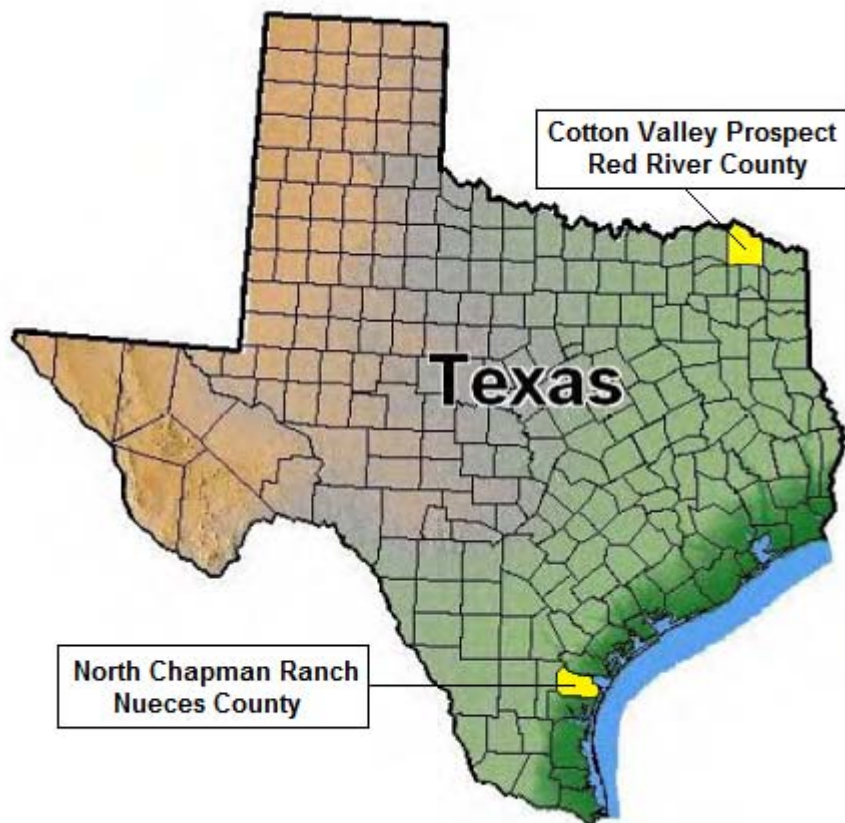 Cotton Valley Prospect
Red River County
Texas
North Chapman Ranch
Nueces County